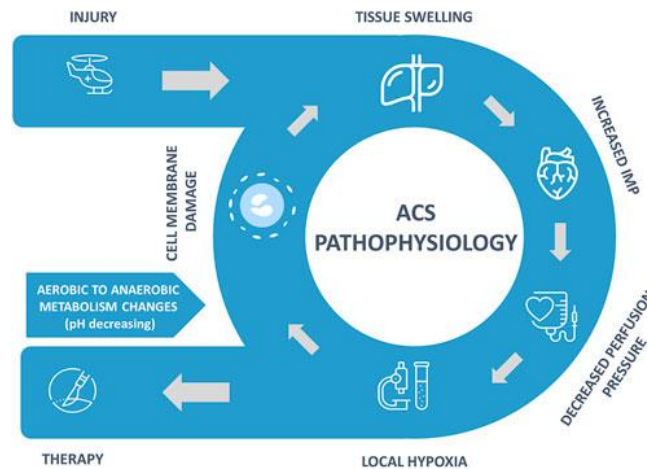 INJURY
TISSUE SWELLING
INCREASED IMP
CELL MEMBRANE
DAMAGE
ACS
PATHOPHYSIOLOGY
AEROBIC TO ANAEROBIC
METABOLISM CHANGES
(pH decreasing)
DECREASED PERFUSION
PRESSURE
THERAPY
LOCAL HYPOXIA